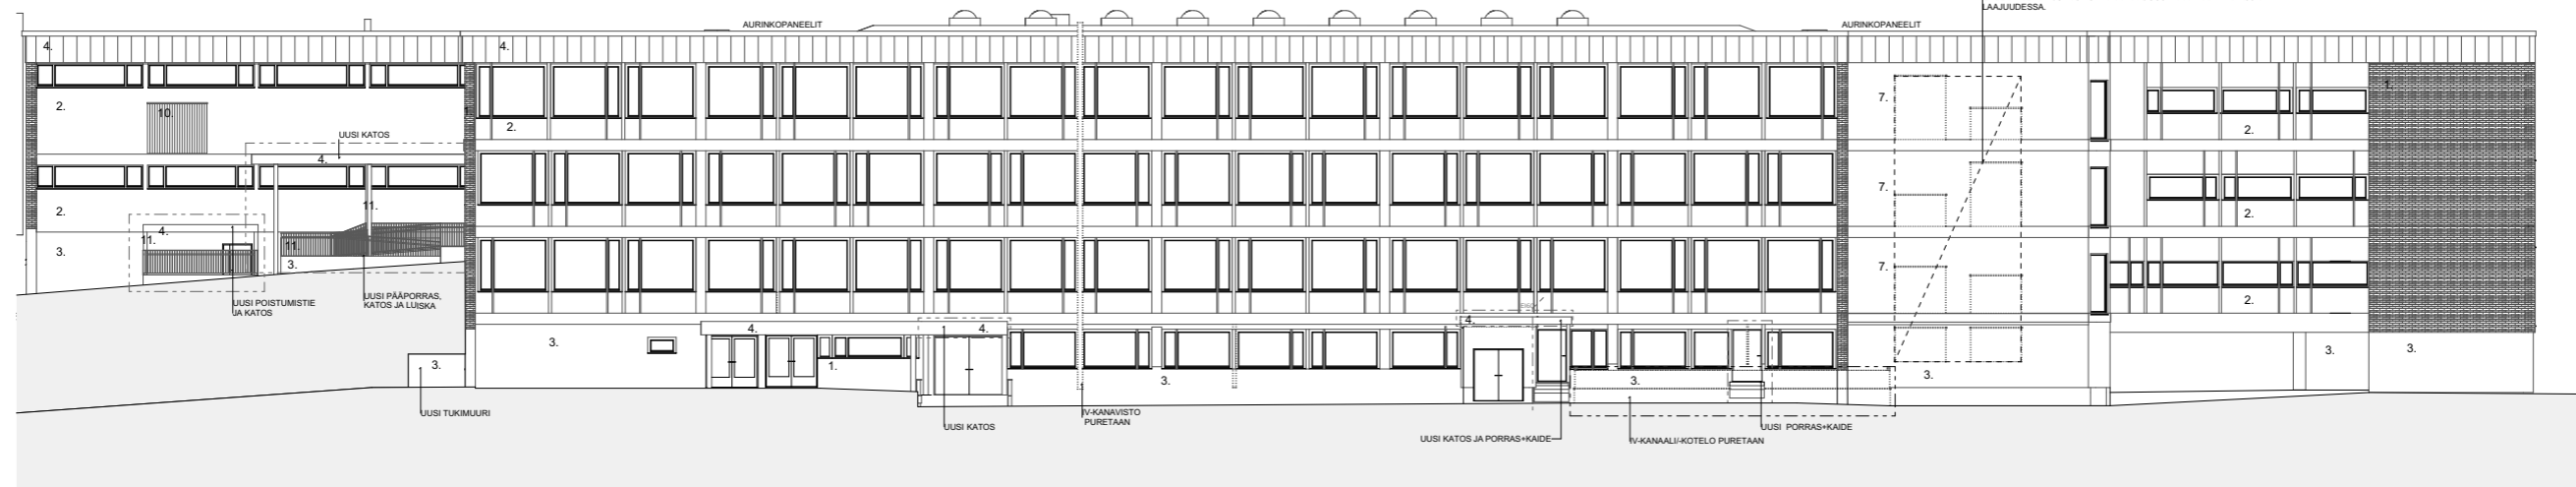 LAAJUUDESSA.
AURINKOPANEELIT
AURINKOPANEELIT
4.
4.
2.
10.
1.
2.
7.
1.
2.
UUSI KATOS
4.
7.
2.
11.
2.
4.
11.
11.
3.
3.
7.
2.
UUSI POISTUMISTIE
JA KATOS
UUSI PÄÄPORRAS,
KATOS JA LUISKA
4.
4.
4.
3.
1.
3.
3.
3.
3.
3.
3.
UUSI TUKIMUURI
UUSI KATOS
IV-KANAVISTO
PURETAAN
UUSI KATOS JA PORRAS+KAIDE
IV-KANAALI/-KOTELO PURETAAN
UUSI PORRAS+KAIDE